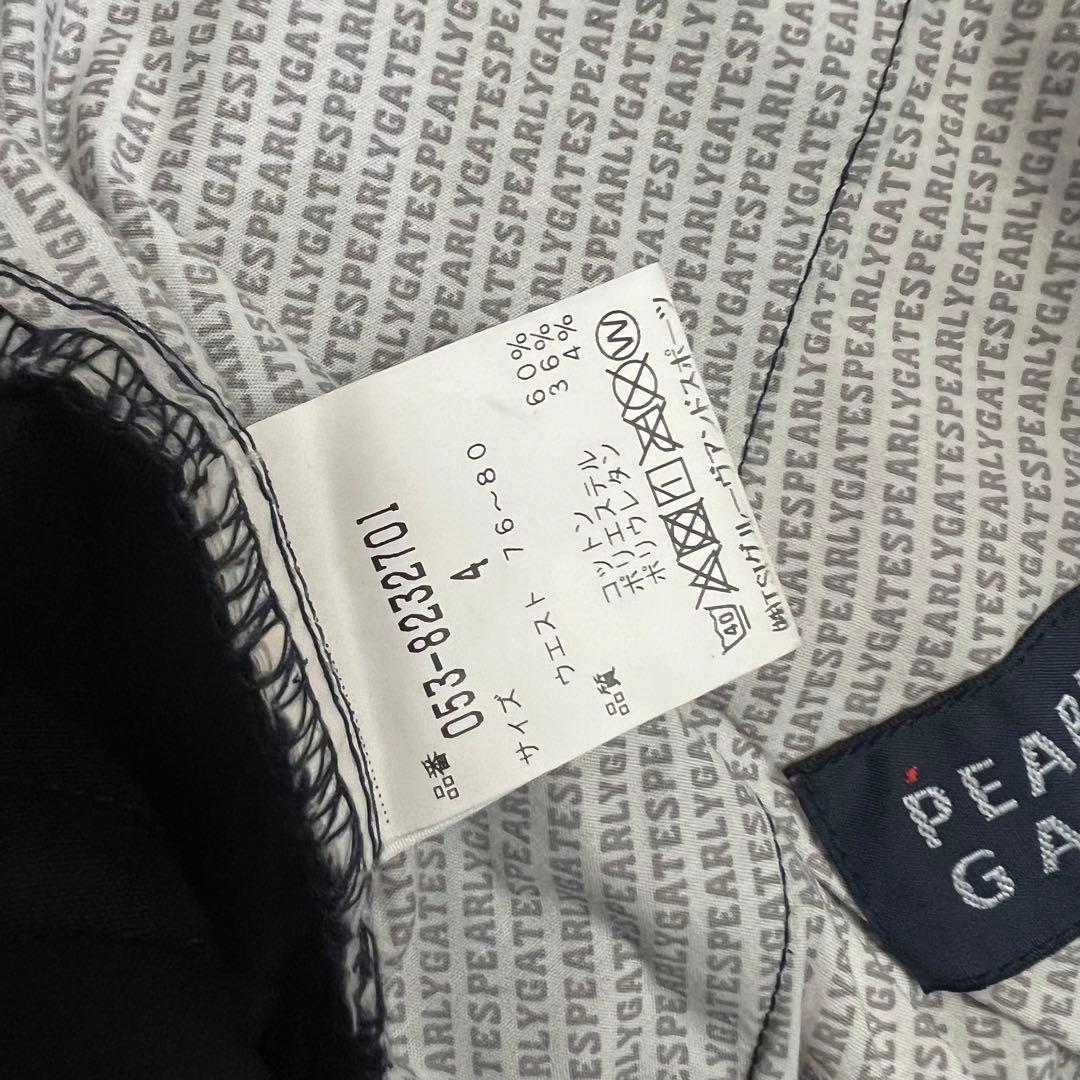 品番
053-8232701
サイズ 4
ウエスト 76～80
品質
コットン 60%
ポリエステル 36%
ポリウレタン 4%
40
W
㈱TSIグルーヴアンドスポーツ
PEAR
GA
PEARLYGATESPEARLYGATESPEARLYGATES